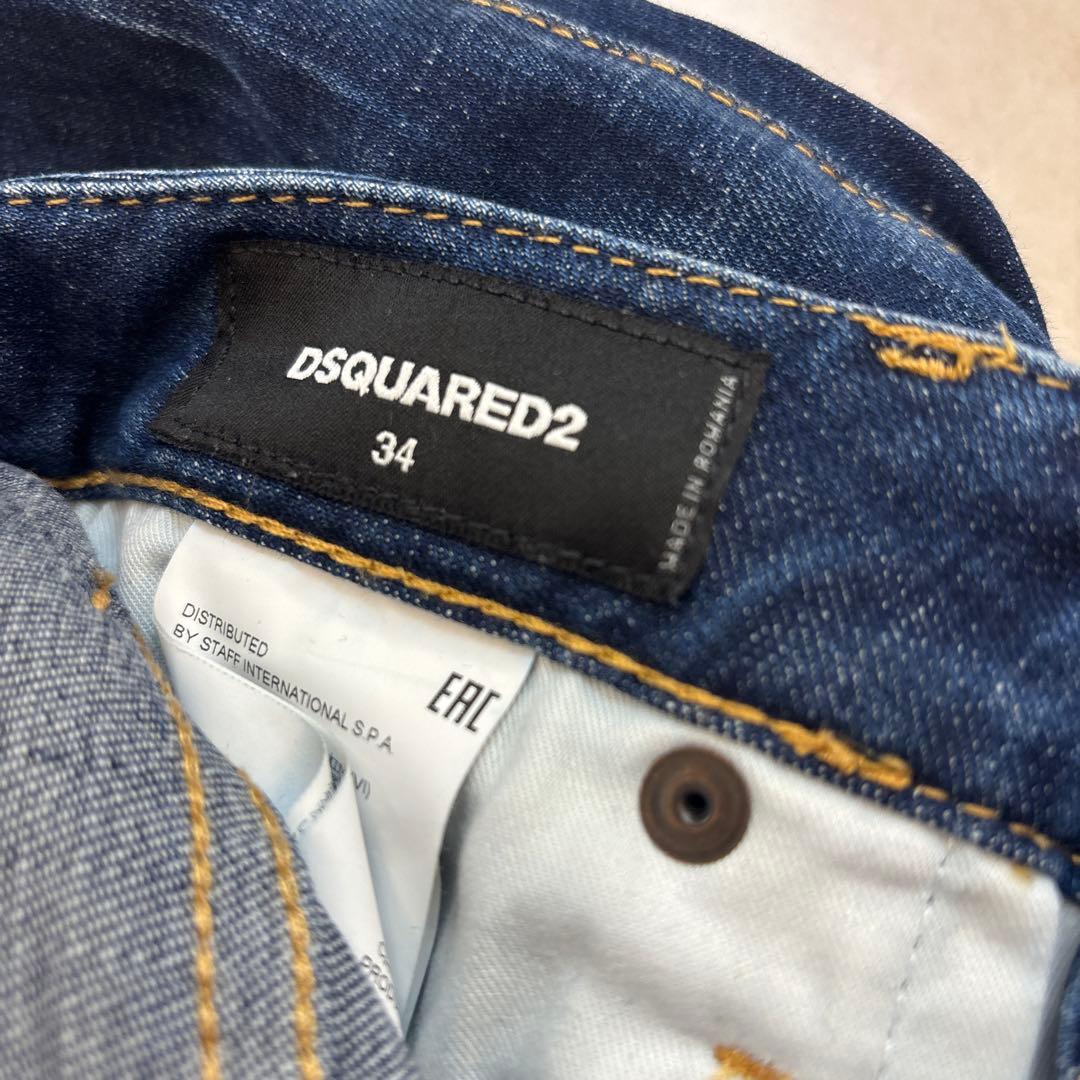 DSQUARED2
34
MADE IN ROMANIA
DISTRIBUTED
BY STAFF INTERNATIONAL S.P.A.
EAC